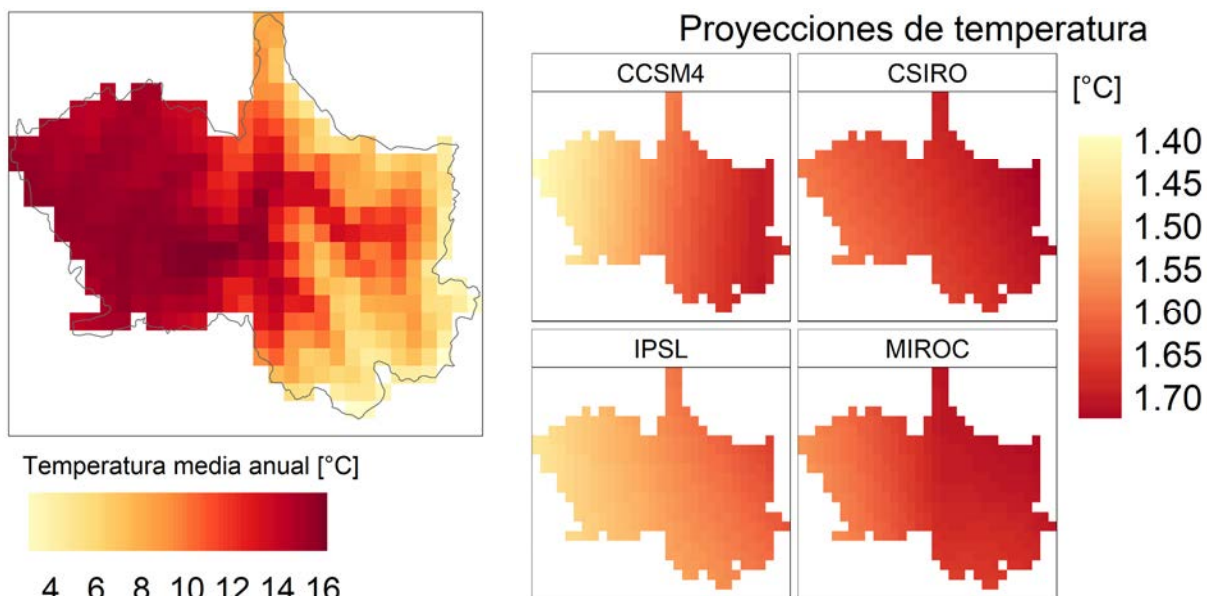 Proyecciones de temperatura
CCSM4
CSIRO
[°C]
1.40
1.45
1.50
1.55
1.60
1.65
1.70
IPSL
MIROC
Temperatura media anual [°C]
4 6 8 10 12 14 16